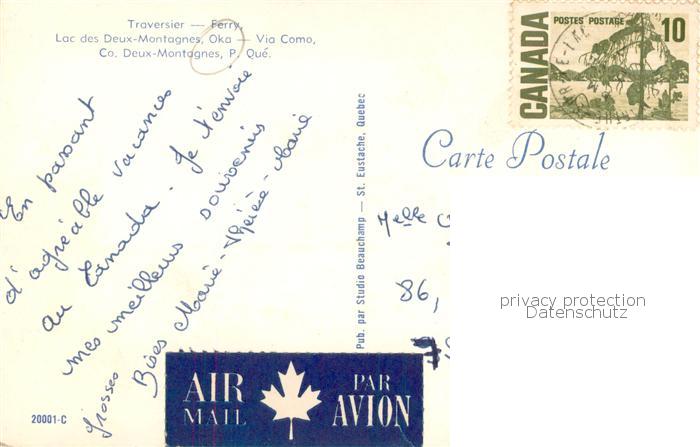 Traversier — Ferry,
Lac des Deux-Montagnes, Oka — Via Como,
Co. Deux-Montagnes, P. Qué.
En passant
d'agréable vacances
au Canada. Je t'envoie
mes meilleurs souvenirs
Grosses Bises Marie-Thérèse-Marie
20001-C
Pub. par Studio Beauchamp — St. Eustache, Quebec
CANADA
POSTES POSTAGE
10
Carte Postale
Melle
86,
AIR MAIL
PAR AVION
privacy protection
Datenschutz